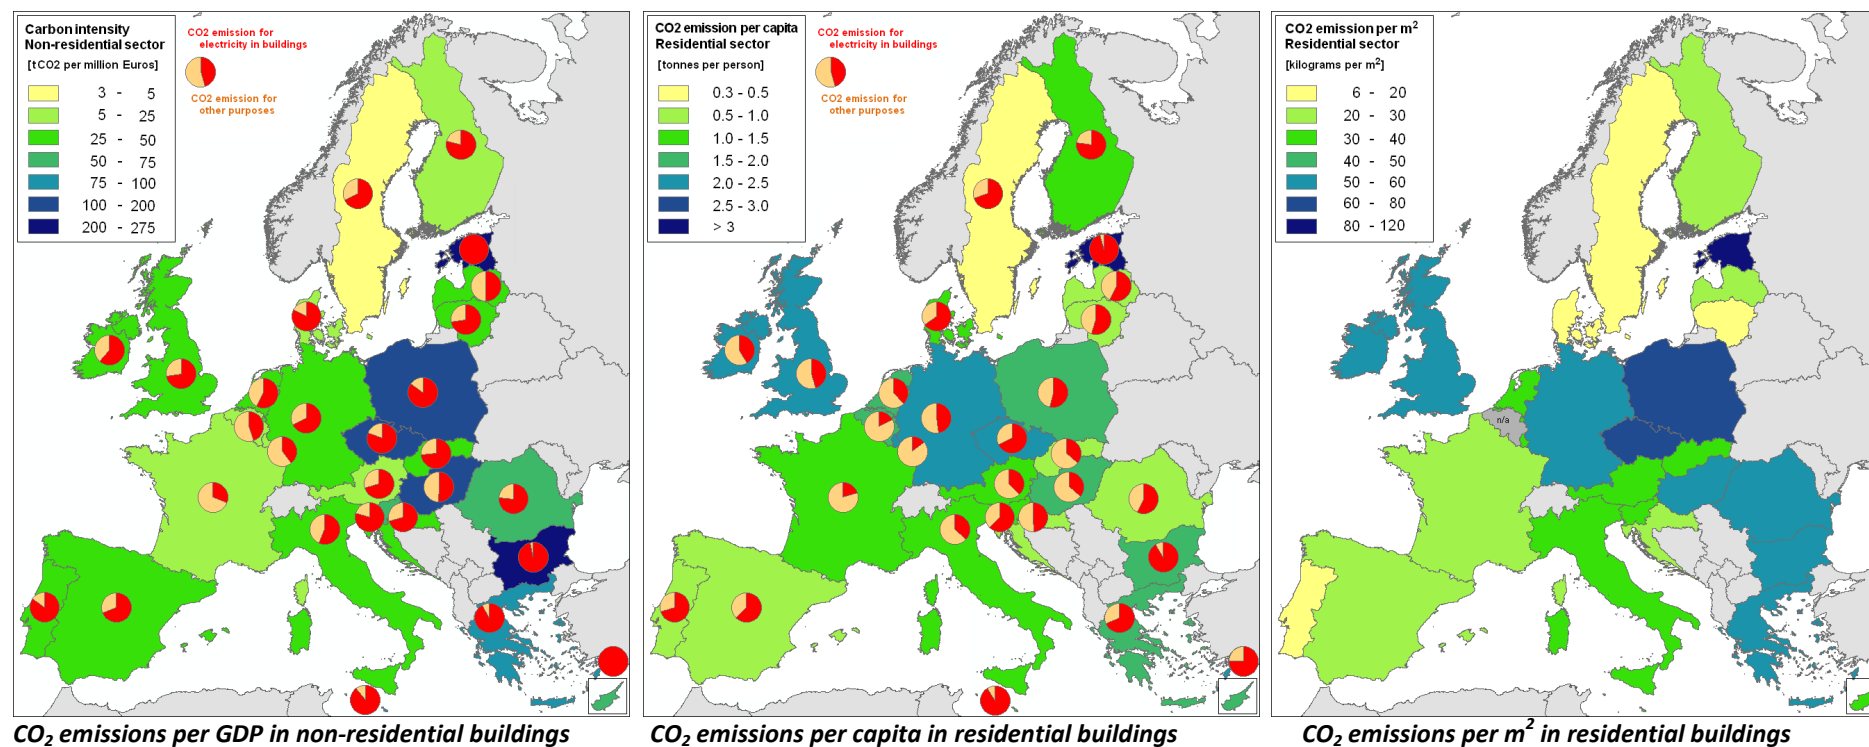 Carbon intensity
Non-residential sector
[tCO2 per million Euros]
3 - 5
5 - 25
25 - 50
50 - 75
75 - 100
100 - 200
200 - 275
CO2 emission for
electricity in buildings
CO2 emission for
other purposes
CO2 emission per capita
Residential sector
[tonnes per person]
0.3 - 0.5
0.5 - 1.0
1.0 - 1.5
1.5 - 2.0
2.0 - 2.5
2.5 - 3.0
> 3
CO2 emission for
electricity in buildings
CO2 emission for
other purposes
CO2 emission per m²
Residential sector
[kilograms per m²]
6 - 20
20 - 30
30 - 40
40 - 50
50 - 60
60 - 80
80 - 120
n/a
CO₂ emissions per GDP in non-residential buildings
CO₂ emissions per capita in residential buildings
CO₂ emissions per m² in residential buildings